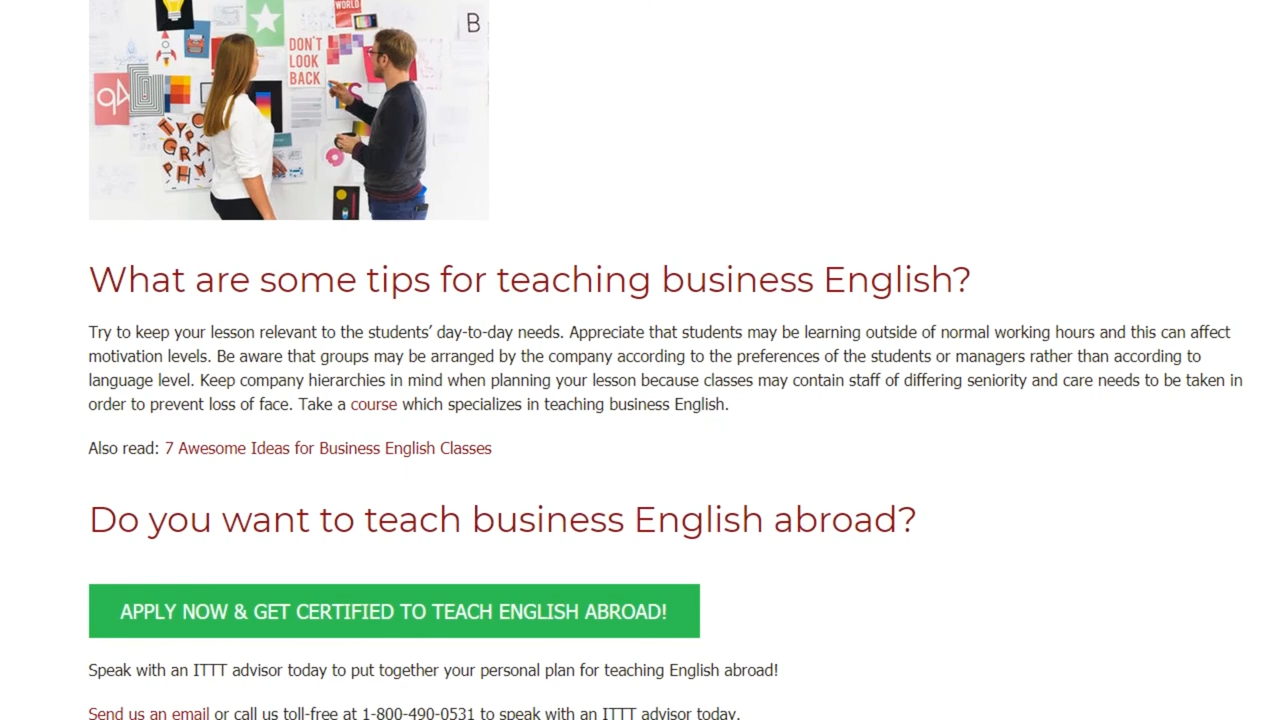 WORLD
B
DON'T
LOOK
BACK
TYPO
GRA
PHY
What are some tips for teaching business English?
Try to keep your lesson relevant to the students’ day-to-day needs. Appreciate that students may be learning outside of normal working hours and this can affect
motivation levels. Be aware that groups may be arranged by the company according to the preferences of the students or managers rather than according to
language level. Keep company hierarchies in mind when planning your lesson because classes may contain staff of differing seniority and care needs to be taken in
order to prevent loss of face. Take a course which specializes in teaching business English.
Also read: 7 Awesome Ideas for Business English Classes
Do you want to teach business English abroad?
APPLY NOW & GET CERTIFIED TO TEACH ENGLISH ABROAD!
Speak with an ITTT advisor today to put together your personal plan for teaching English abroad!
Send us an email or call us toll-free at 1-800-490-0531 to speak with an ITTT advisor today.